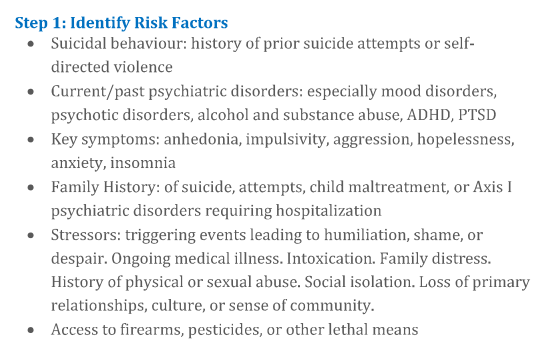 Step 1: Identify Risk Factors
• Suicidal behaviour: history of prior suicide attempts or self-
directed violence
• Current/past psychiatric disorders: especially mood disorders,
psychotic disorders, alcohol and substance abuse, ADHD, PTSD
• Key symptoms: anhedonia, impulsivity, aggression, hopelessness,
anxiety, insomnia
• Family History: of suicide, attempts, child maltreatment, or Axis I
psychiatric disorders requiring hospitalization
• Stressors: triggering events leading to humiliation, shame, or
despair. Ongoing medical illness. Intoxication. Family distress.
History of physical or sexual abuse. Social isolation. Loss of primary
relationships, culture, or sense of community.
• Access to firearms, pesticides, or other lethal means